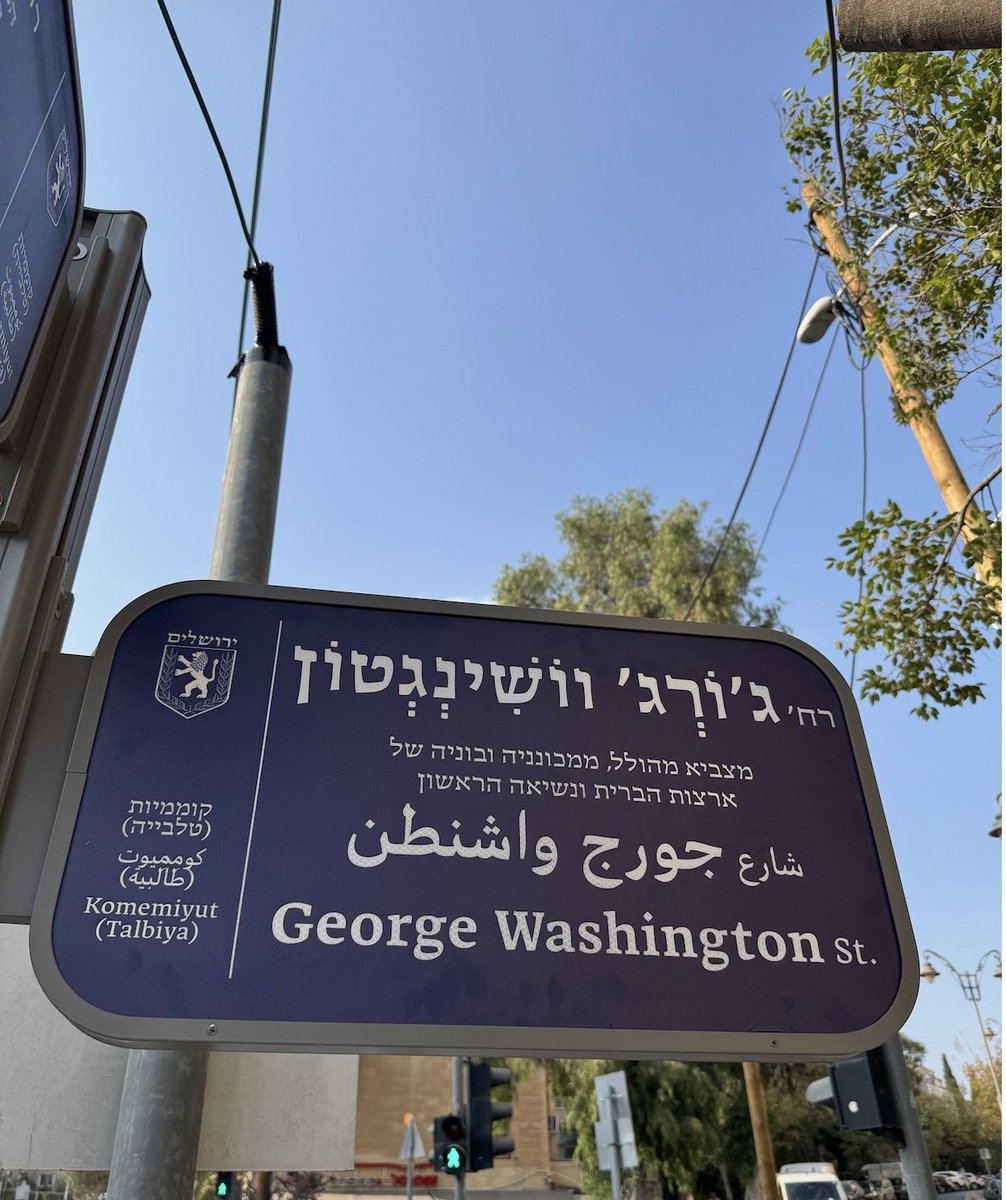 ירושלים
קוממיות
(טלבייה)
كومميوت
(طالبية)
Komemiyut
(Talbiya)
רח' ג'וֹרְג' ווֹשִׁינְגְטוֹן
מצביא מהולל, ממכונניה ובוניה של
ארצות הברית ונשיאה הראשון
شارع جورج واشنطن
George Washington St.